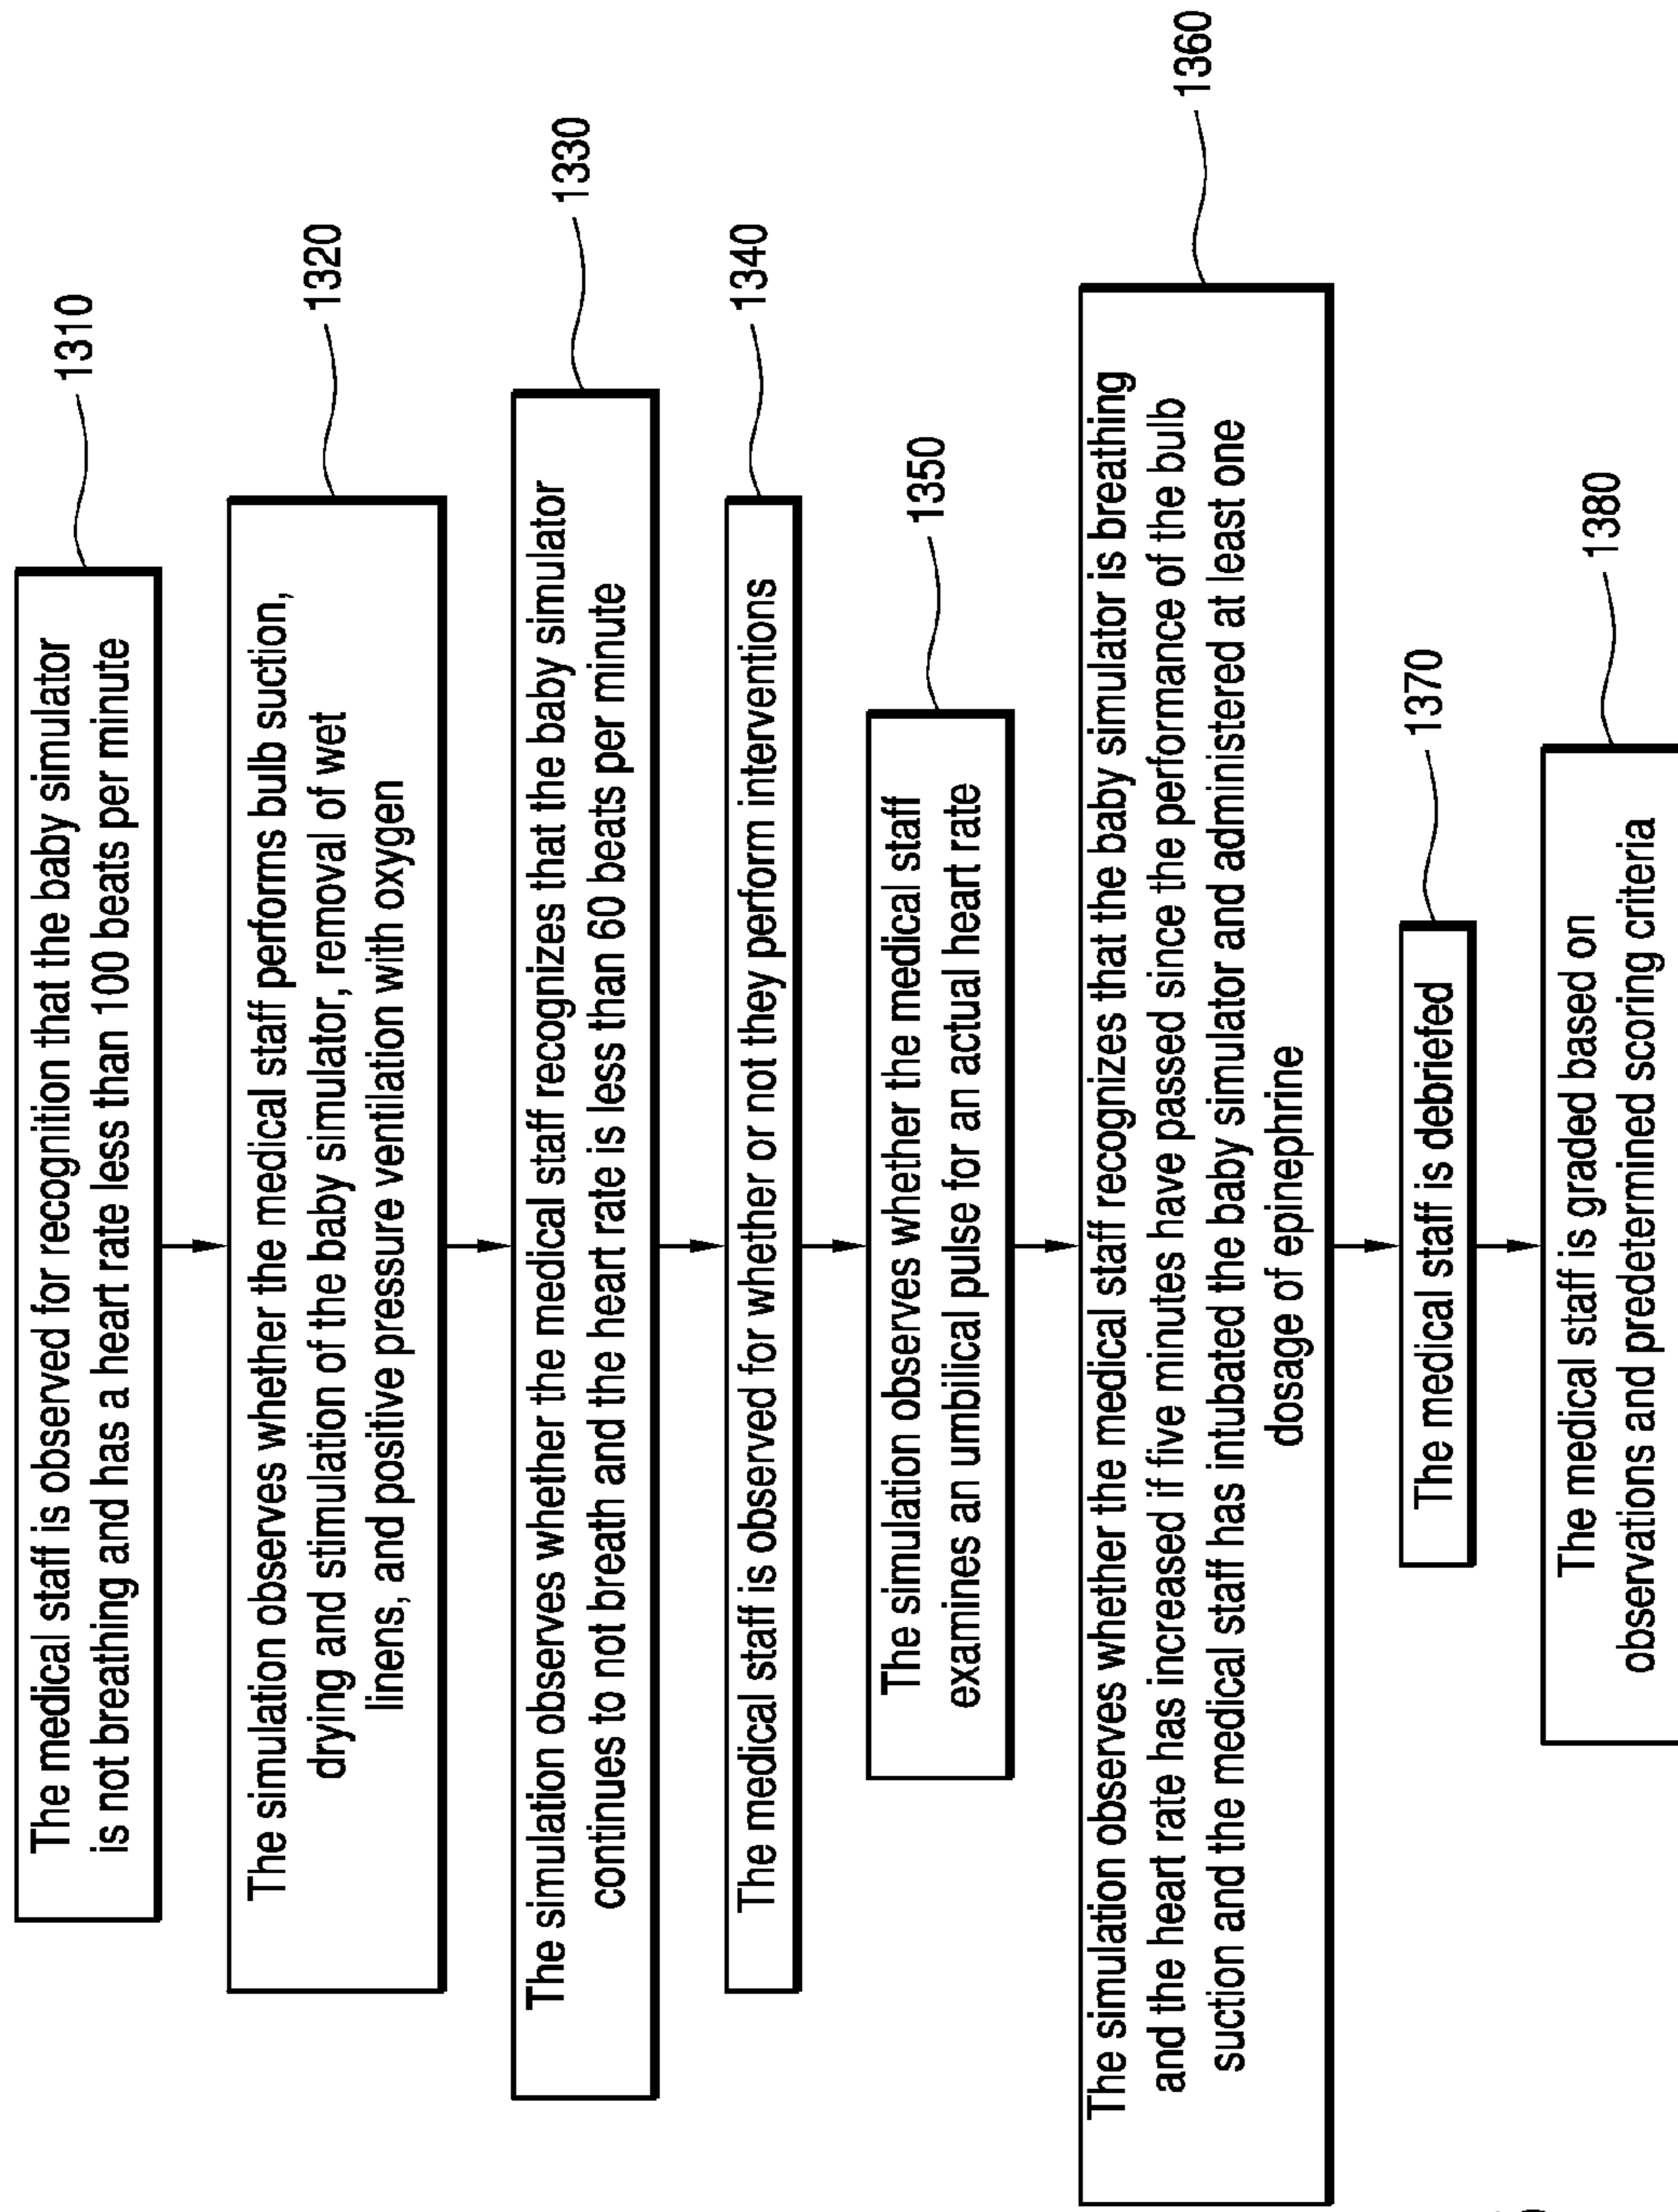 The medical staff is observed for recognition that the baby simulator
is not breathing and has a heart rate less than 100 beats per minute
1310
The simulation observes whether the medical staff performs bulb suction,
drying and stimulation of the baby simulator, removal of wet
linens, and positive pressure ventilation with oxygen
1320
The simulation observes whether the medical staff recognizes that the baby simulator
continues to not breath and the heart rate is less than 60 beats per minute
1330
The medical staff is observed for whether or not they perform interventions
1340
The simulation observes whether the medical staff
examines an umbilical pulse for an actual heart rate
1350
The simulation observes whether the medical staff recognizes that the baby simulator is breathing
and the heart rate has increased if five minutes have passed since the performance of the bulb
suction and the medical staff has intubated the baby simulator and administered at least one
dosage of epinephrine
1360
The medical staff is debriefed
1370
The medical staff is graded based on
observations and predetermined scoring criteria
1380